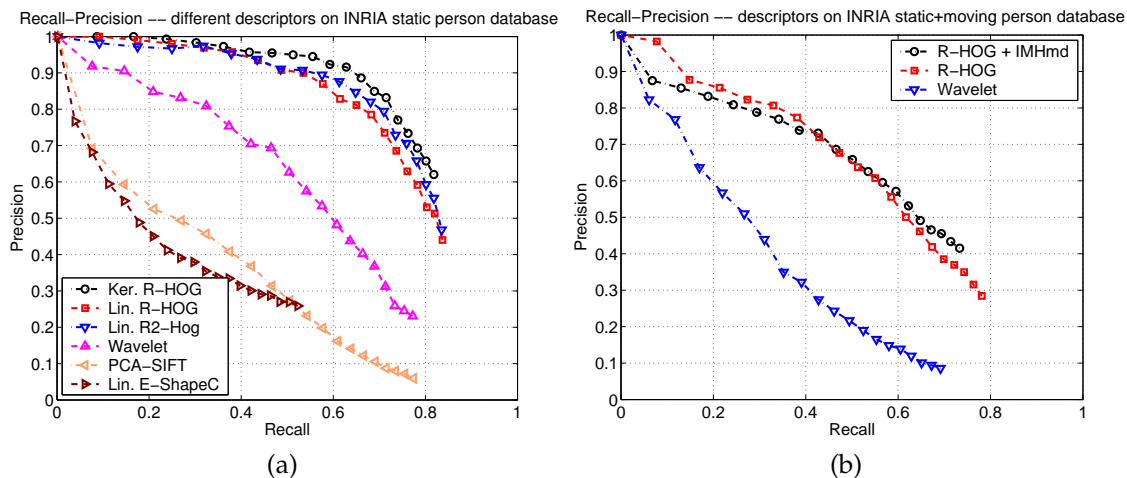 Recall−Precision −− different descriptors on INRIA static person database
1
0.9
0.8
0.7
0.6
0.5
0.4
0.3
0.2
0.1
0
Precision
Ker. R−HOG
Lin. R−HOG
Lin. R2−Hog
Wavelet
PCA−SIFT
Lin. E−ShapeC
0 0.2 0.4 0.6 0.8 1
Recall
(a)
Recall−Precision −− descriptors on INRIA static+moving person database
1
0.9
0.8
0.7
0.6
0.5
0.4
0.3
0.2
0.1
0
Precision
R−HOG + IMHmd
R−HOG
Wavelet
0 0.2 0.4 0.6 0.8 1
Recall
(b)